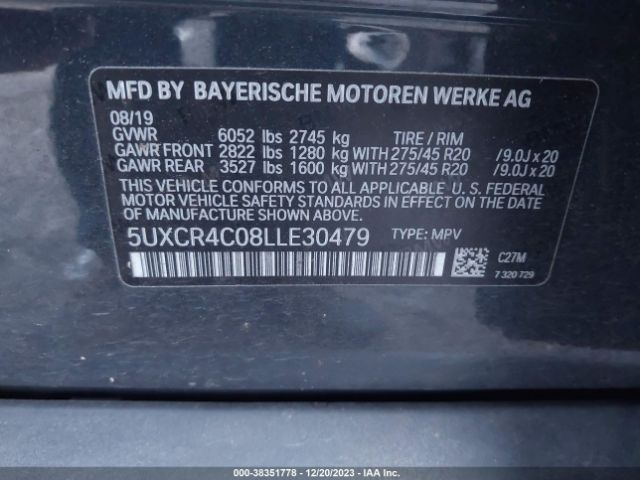 MFD BY BAYERISCHE MOTOREN WERKE AG
08/19
GVWR 6052 lbs 2745 kg TIRE / RIM
GAWR FRONT 2822 lbs 1280 kg WITH 275/45 R20 /9.0J x 20
GAWR REAR 3527 lbs 1600 kg WITH 275/45 R20 /9.0J x 20
THIS VEHICLE CONFORMS TO ALL APPLICABLE U. S. FEDERAL
MOTOR VEHICLE SAFETY STANDARDS IN EFFECT ON THE
DATE OF MANUFACTURE SHOWN ABOVE.
5UXCR4C08LLE30479 TYPE: MPV
C27M
7 320 729
000-38351778 - 12/20/2023 - IAA Inc.